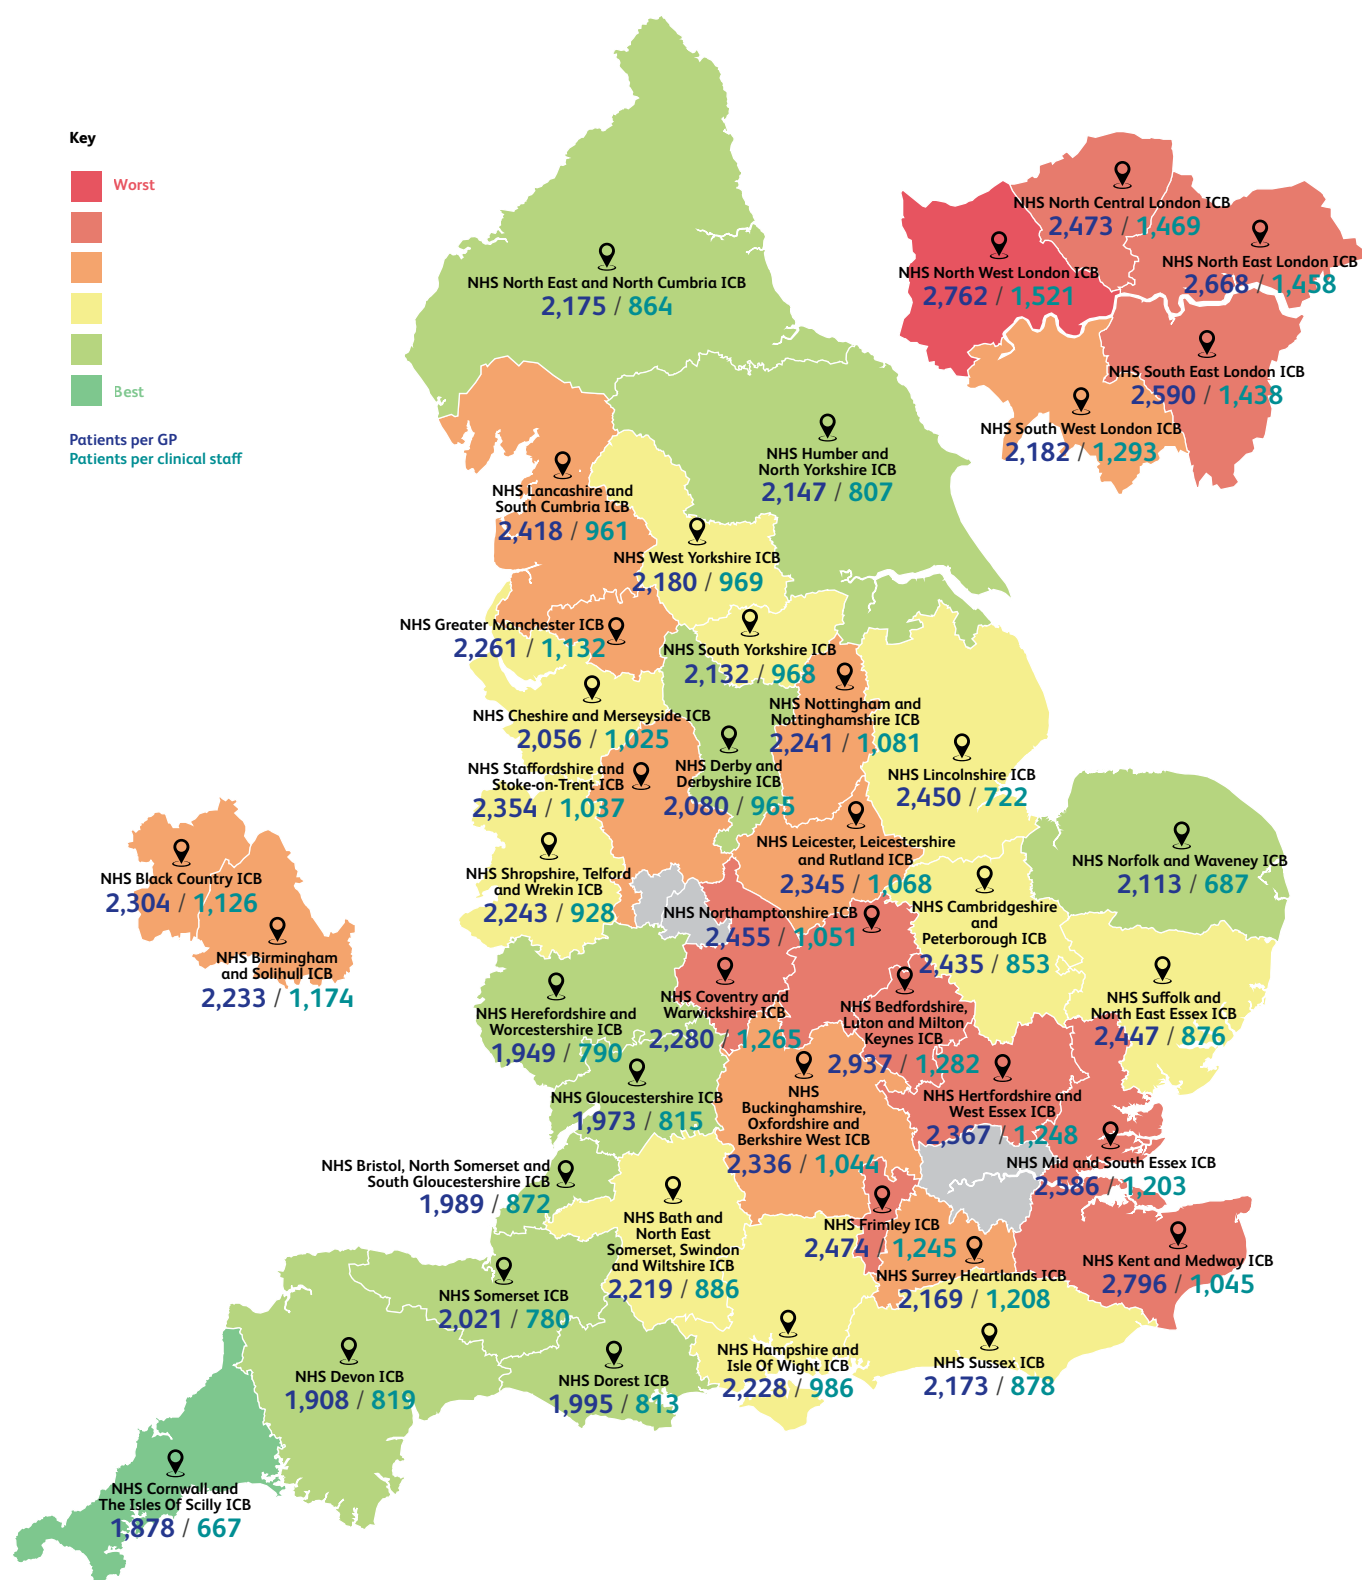 Key
Worst
Best
Patients per GP
Patients per clinical staff
NHS North East and North Cumbria ICB
2,175 / 864
NHS North Central London ICB
2,473 / 1,469
NHS North East London ICB
2,668 / 1,458
NHS North West London ICB
2,762 / 1,521
NHS South East London ICB
2,590 / 1,438
NHS South West London ICB
2,182 / 1,293
NHS Humber and
North Yorkshire ICB
2,147 / 807
NHS Lancashire and
South Cumbria ICB
2,418 / 961
NHS West Yorkshire ICB
2,180 / 969
NHS Greater Manchester ICB
2,261 / 1,132
NHS South Yorkshire ICB
2,132 / 968
NHS Cheshire and Merseyside ICB
2,056 / 1,025
NHS Nottingham and
Nottinghamshire ICB
2,241 / 1,081
NHS Staffordshire and
Stoke-on-Trent ICB
2,354 / 1,037
NHS Derby and
Derbyshire ICB
2,080 / 965
NHS Lincolnshire ICB
2,450 / 722
NHS Leicester, Leicestershire
and Rutland ICB
2,345 / 1,068
NHS Norfolk and Waveney ICB
2,113 / 687
NHS Black Country ICB
2,304 / 1,126
NHS Birmingham
and Solihull ICB
2,233 / 1,174
NHS Shropshire, Telford
and Wrekin ICB
2,243 / 928
NHS Northamptonshire ICB
2,455 / 1,051
NHS Cambridgeshire
and
Peterborough ICB
2,435 / 853
NHS Herefordshire and
Worcestershire ICB
1,949 / 790
NHS Coventry and
Warwickshire ICB
2,280 / 1,265
NHS Bedfordshire,
Luton and Milton
Keynes ICB
2,937 / 1,282
NHS Suffolk and
North East Essex ICB
2,447 / 876
NHS Gloucestershire ICB
1,973 / 815
NHS
Buckinghamshire,
Oxfordshire and
Berkshire West ICB
2,336 / 1,044
NHS Hertfordshire and
West Essex ICB
2,367 / 1,248
NHS Mid and South Essex ICB
2,586 / 1,203
NHS Bristol, North Somerset and
South Gloucestershire ICB
1,989 / 872
NHS Bath and
North East
Somerset, Swindon
and Wiltshire ICB
2,219 / 886
NHS Frimley ICB
2,474 / 1,245
NHS Surrey Heartlands ICB
2,169 / 1,208
NHS Kent and Medway ICB
2,796 / 1,045
NHS Somerset ICB
2,021 / 780
NHS Devon ICB
1,908 / 819
NHS Dorest ICB
1,995 / 813
NHS Hampshire and
Isle Of Wight ICB
2,228 / 986
NHS Sussex ICB
2,173 / 878
NHS Cornwall and
The Isles Of Scilly ICB
1,878 / 667